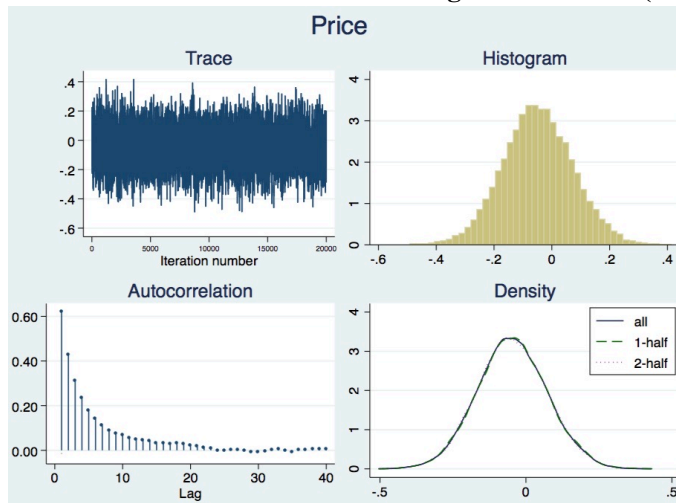 Price
Trace
.4
.2
0
-.2
-.4
-.6
0 5000 10000 15000 20000
Iteration number
Histogram
4
3
2
1
0
-.6 -.4 -.2 0 .2 .4
Autocorrelation
0.60
0.40
0.20
0.00
0 10 20 30 40
Lag
Density
all
1-half
2-half
4
3
2
1
0
-.5 0 .5